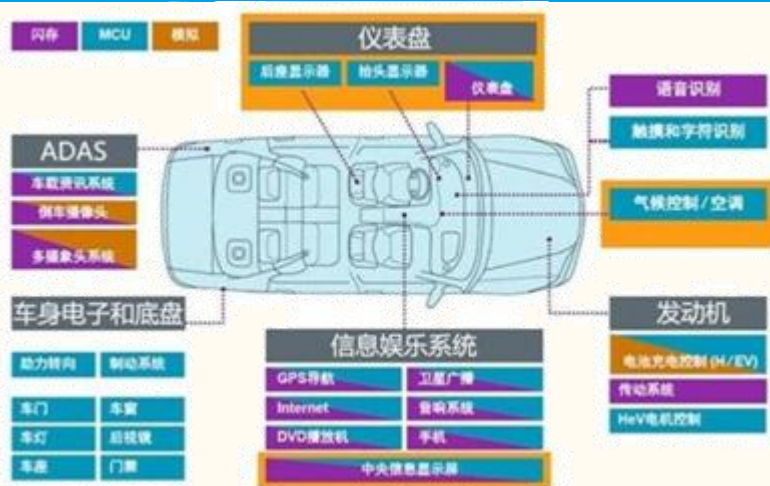 闪存
MCU
模拟
仪表盘
后座显示器
抬头显示器
仪表盘
语音识别
触摸和字符识别
气候控制/空调
ADAS
车载资讯系统
倒车摄像头
多摄象头系统
车身电子和底盘
助力转向
制动系统
车门
车窗
车灯
后视镜
车座
门禁
信息娱乐系统
GPS导航
卫星广播
Internet
音响系统
DVD播放机
手机
中央信息显示屏
发动机
电池充电控制 (H/EV)
传动系统
HeV电机控制